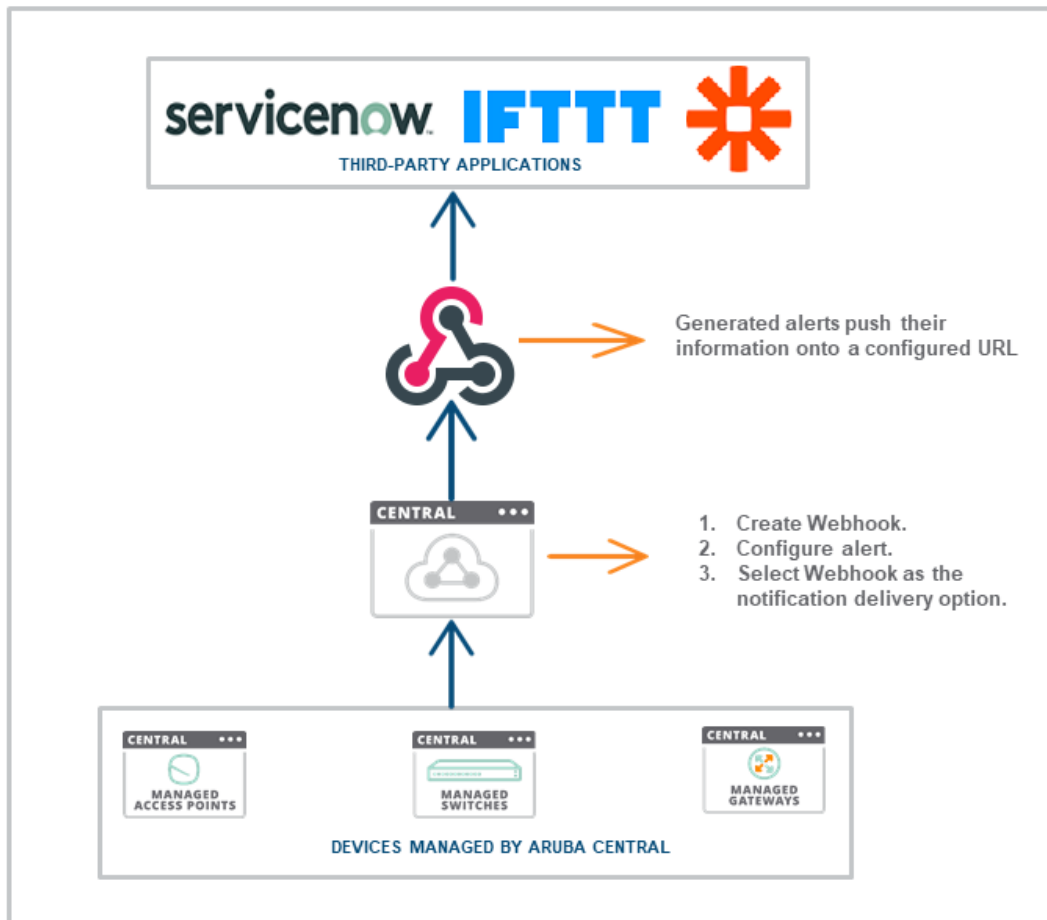 servicenow™ IFTTT
THIRD-PARTY APPLICATIONS
Generated alerts push their
information onto a configured URL
CENTRAL
1. Create Webhook.
2. Configure alert.
3. Select Webhook as the
notification delivery option.
CENTRAL
MANAGED
ACCESS POINTS
CENTRAL
MANAGED
SWITCHES
CENTRAL
MANAGED
GATEWAYS
DEVICES MANAGED BY ARUBA CENTRAL